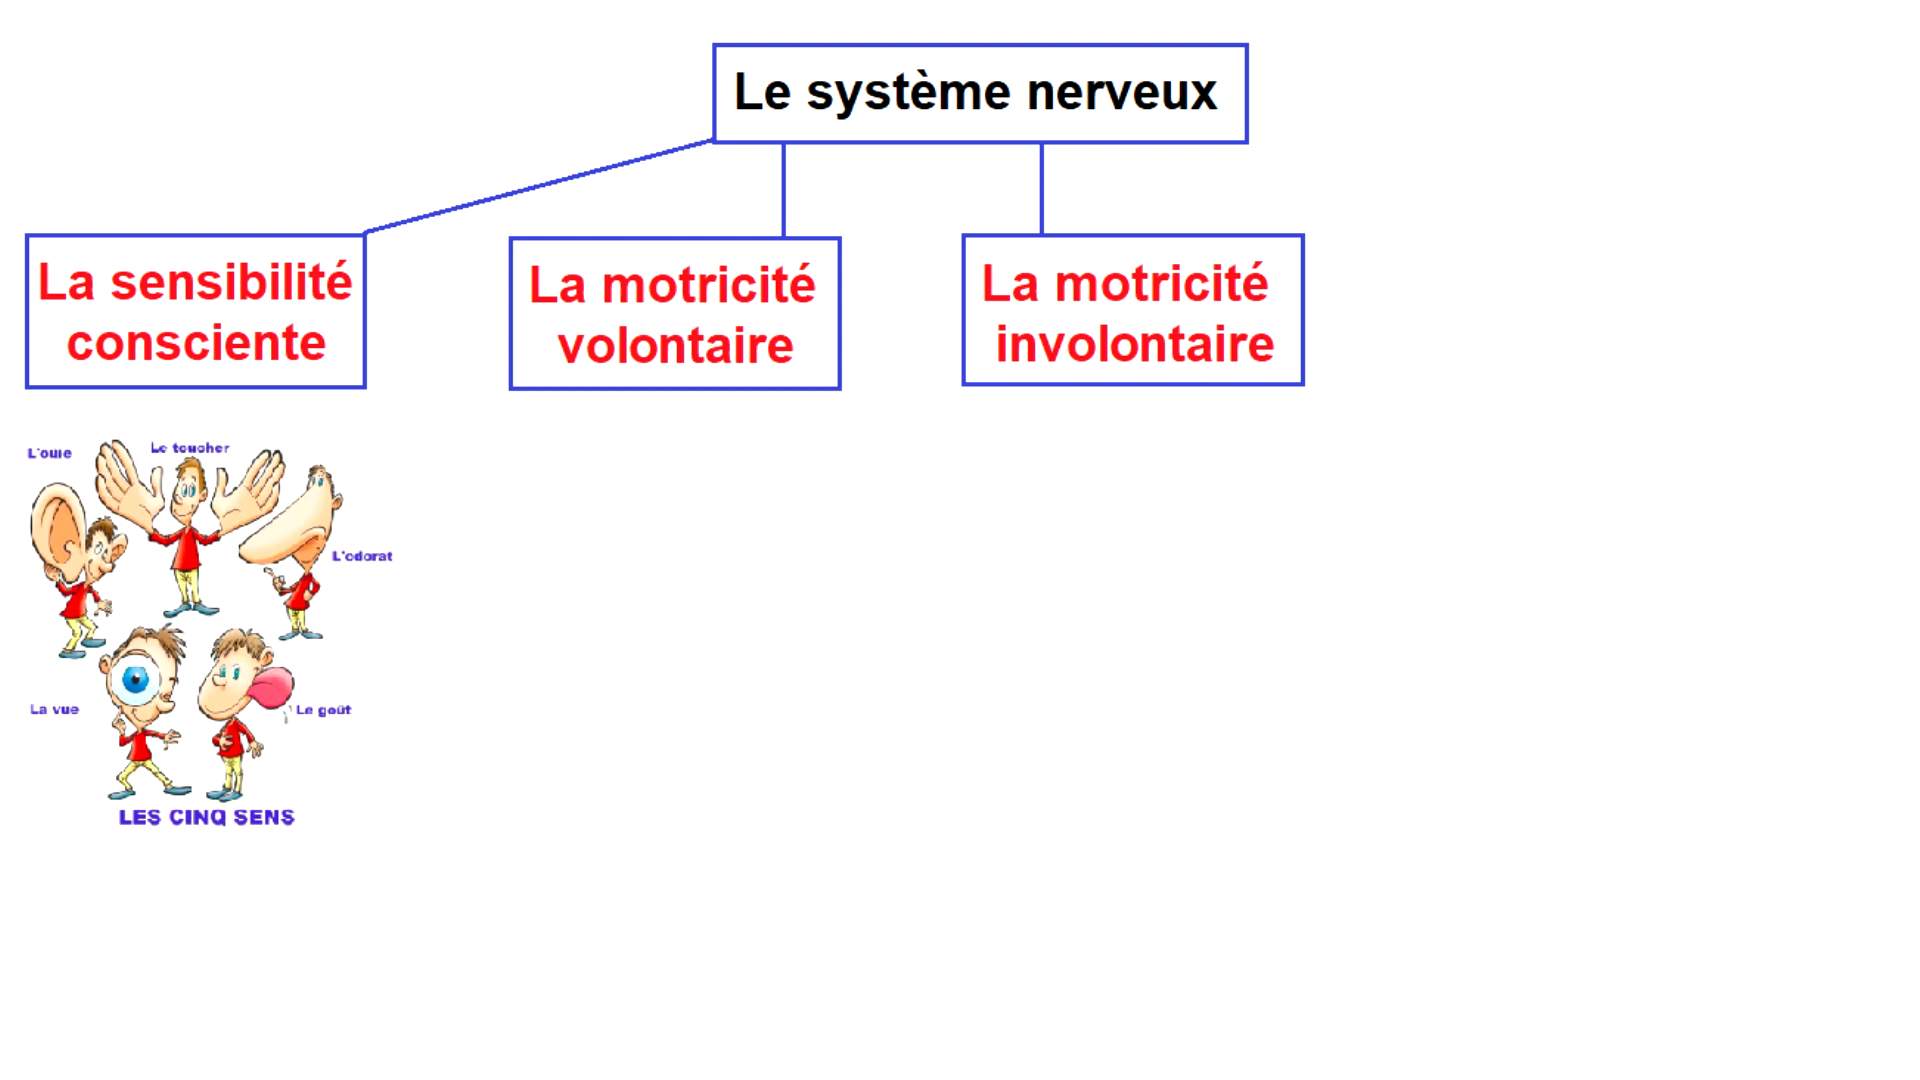 Le système nerveux
La sensibilité
consciente
La motricité
volontaire
La motricité
involontaire
L'ouie
Le toucher
L'odorat
La vue
Le goût
LES CINQ SENS